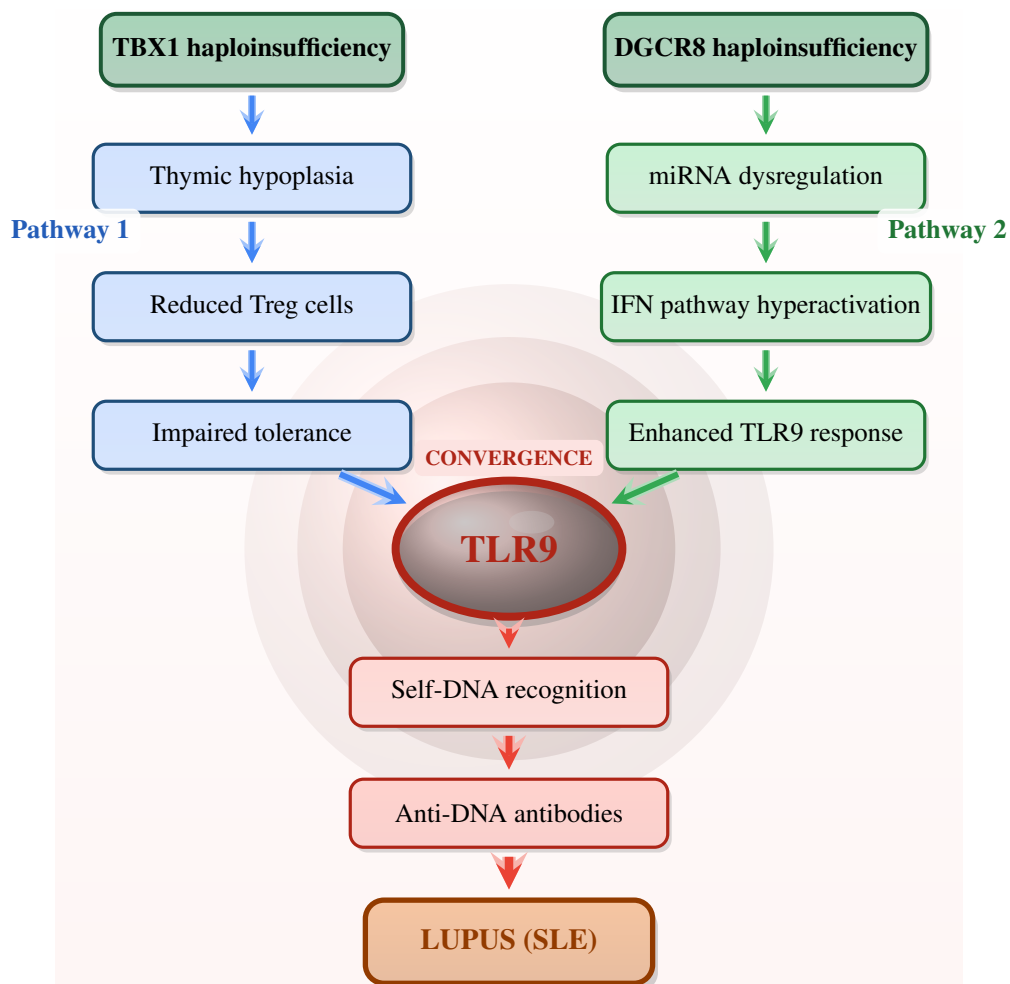 TBX1 haploinsufficiency
DGCR8 haploinsufficiency
Thymic hypoplasia
miRNA dysregulation
Pathway 1
Pathway 2
Reduced Treg cells
IFN pathway hyperactivation
Impaired tolerance
Enhanced TLR9 response
CONVERGENCE
TLR9
Self-DNA recognition
Anti-DNA antibodies
LUPUS (SLE)